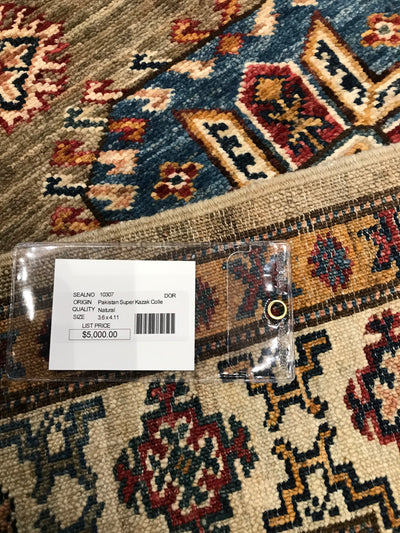 SEALNO 10307 DOR
ORIGIN Pakistan Super Kazak Colle
QUALITY Natural
SIZE 3.6 x 4.11
LIST PRICE
$5,000.00